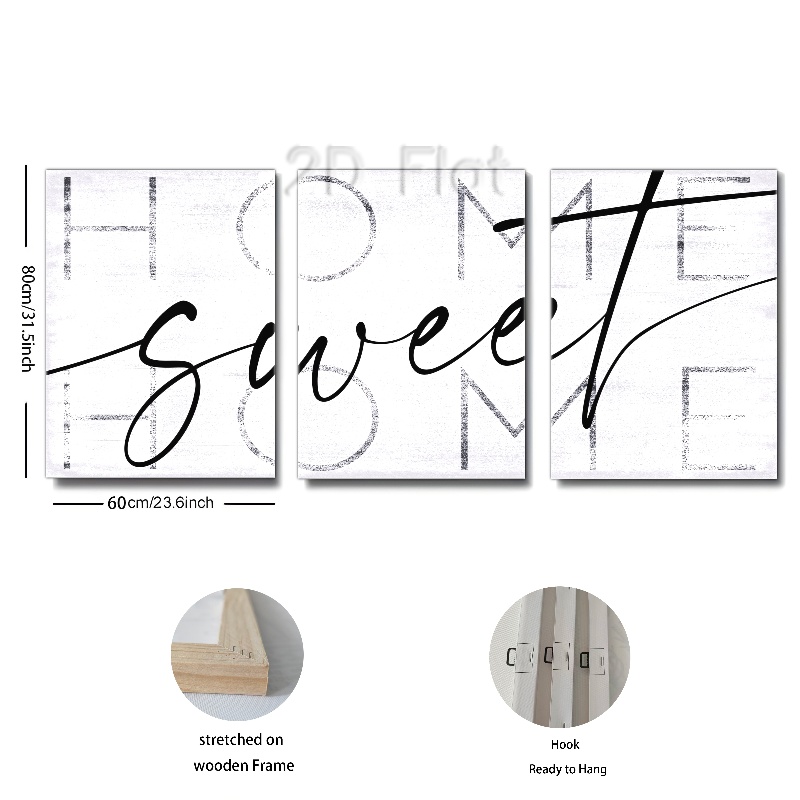 2D Flat
HOME
sweet
HOME
80cm/31.5inch
60cm/23.6inch
stretched on
wooden Frame
Hook
Ready to Hang